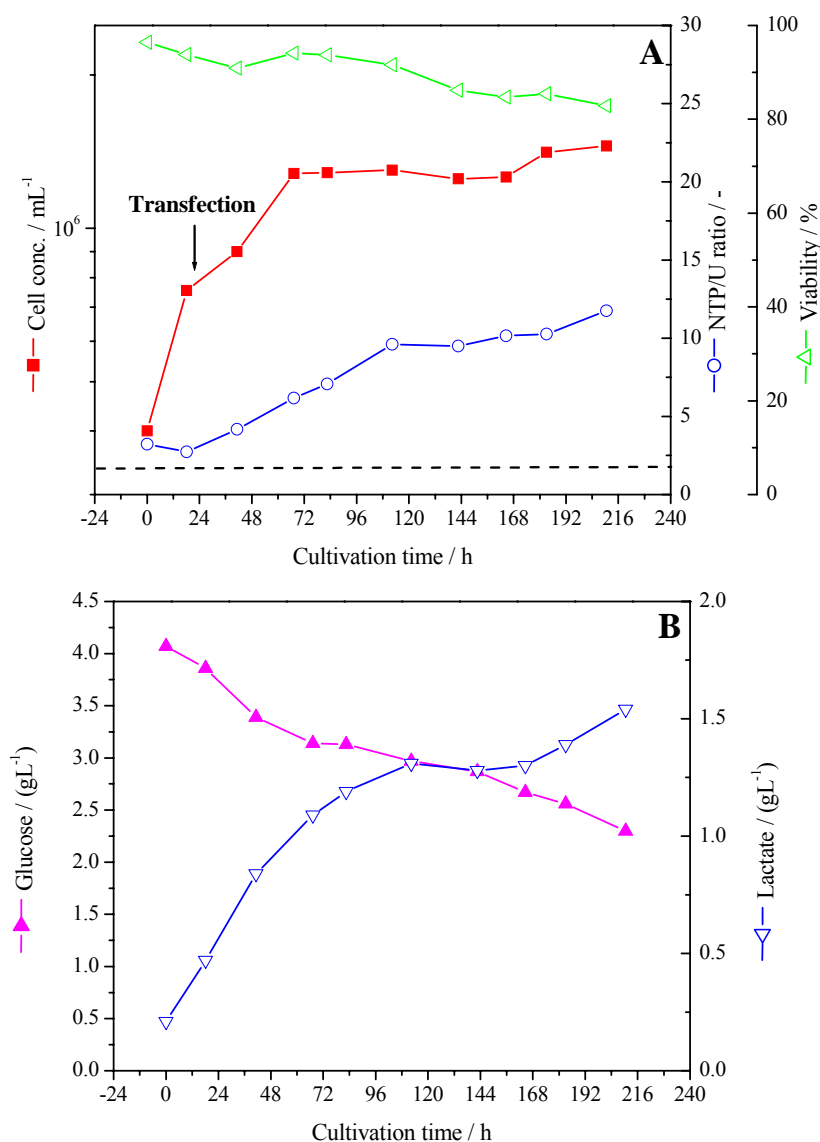 A
Transfection
10^6
Cell conc. / mL^-1
30
25
20
15
10
5
0
NTP/U ratio / -
100
80
60
40
20
0
Viability / %
-24 0 24 48 72 96 120 144 168 192 216 240
Cultivation time / h
B
4.5
4.0
3.5
3.0
2.5
2.0
1.5
1.0
0.5
0.0
Glucose / (gL^-1)
2.0
1.5
1.0
0.5
0.0
Lactate / (gL^-1)
-24 0 24 48 72 96 120 144 168 192 216 240
Cultivation time / h